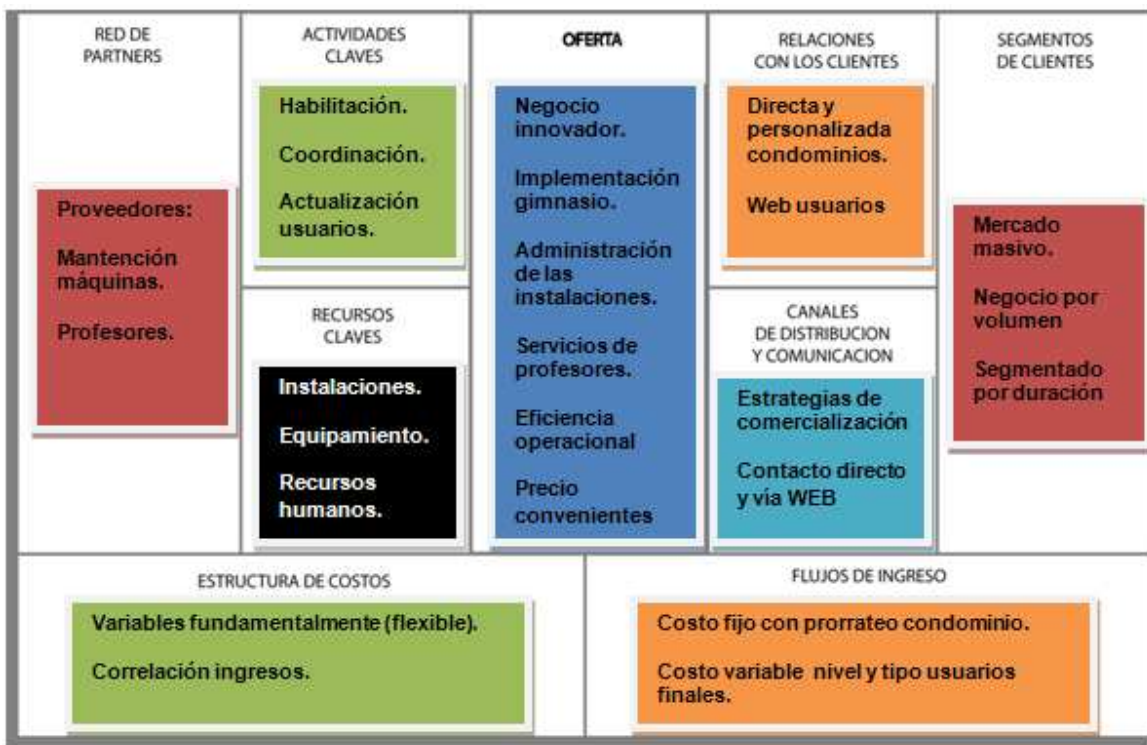 RED DE
PARTNERS
Proveedores:
Mantención
máquinas.
Profesores.
ACTIVIDADES
CLAVES
Habilitación.
Coordinación.
Actualización
usuarios.
RECURSOS
CLAVES
Instalaciones.
Equipamiento.
Recursos
humanos.
OFERTA
Negocio
innovador.
Implementación
gimnasio.
Administración
de las
instalaciones.
Servicios de
profesores.
Eficiencia
operacional
Precio
convenientes
RELACIONES
CON LOS CLIENTES
Directa y
personalizada
condominios.
Web usuarios
CANALES
DE DISTRIBUCION
Y COMUNICACION
Estrategias de
comercialización
Contacto directo
y vía WEB
SEGMENTOS
DE CLIENTES
Mercado
masivo.
Negocio por
volumen
Segmentado
por duración
ESTRUCTURA DE COSTOS
Variables fundamentalmente (flexible).
Correlación ingresos.
FLUJOS DE INGRESO
Costo fijo con prorrateo condominio.
Costo variable nivel y tipo usuarios
finales.